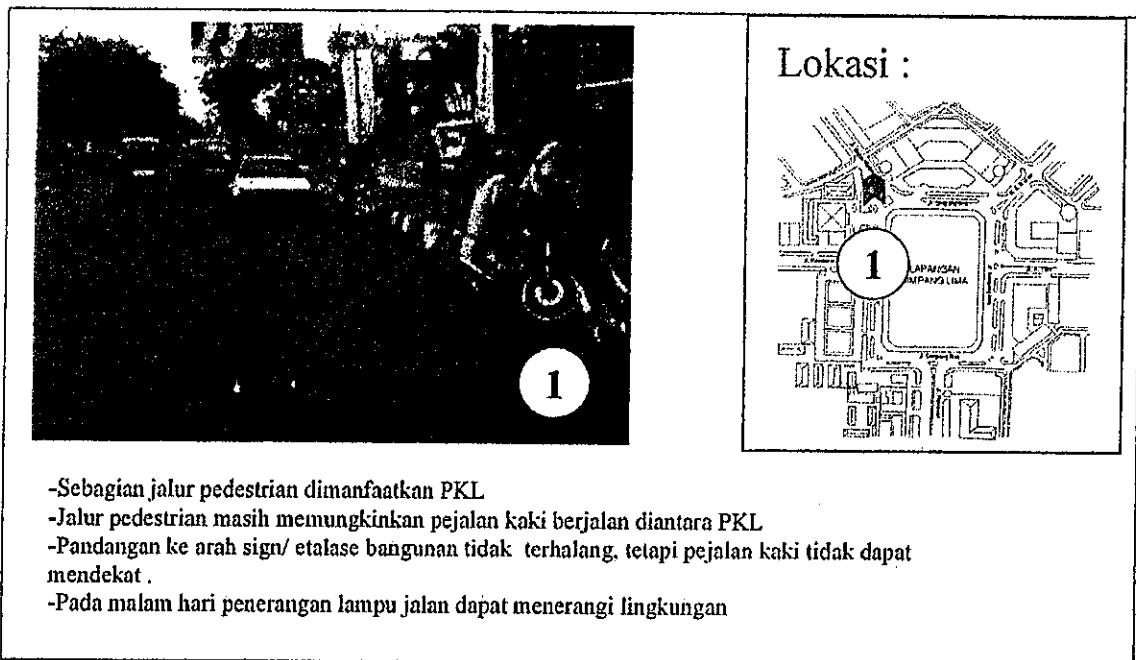 Lokasi :
1
1
LAPANGAN
-Sebagian jalur pedestrian dimanfaatkan PKL
-Jalur pedestrian masih memungkinkan pejalan kaki berjalan diantara PKL
-Pandangan ke arah sign/ etalase bangunan tidak terhalang, tetapi pejalan kaki tidak dapat
mendekat .
-Pada malam hari penerangan lampu jalan dapat menerangi lingkungan